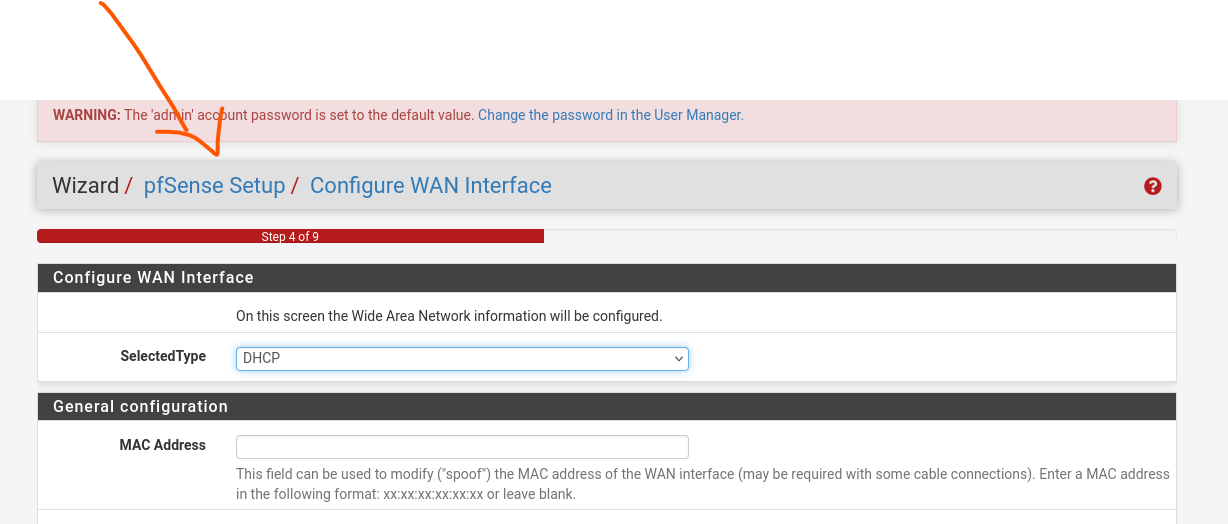 WARNING: The 'admin' account password is set to the default value. Change the password in the User Manager.
Wizard / pfSense Setup / Configure WAN Interface
Step 4 of 9
Configure WAN Interface
On this screen the Wide Area Network information will be configured.
SelectedType DHCP
General configuration
MAC Address
This field can be used to modify ("spoof") the MAC address of the WAN interface (may be required with some cable connections). Enter a MAC address
in the following format: xx:xx:xx:xx:xx:xx or leave blank.